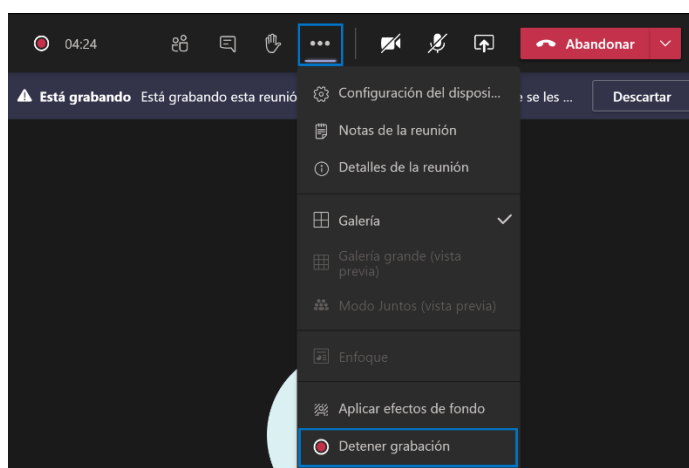 04:24
Abandonar
Está grabando Está grabando esta reunió
se les ...
Descartar
Configuración del disposi...
Notas de la reunión
Detalles de la reunión
Galería
Galería grande (vista
previa)
Modo Juntos (vista previa)
Enfoque
Aplicar efectos de fondo
Detener grabación